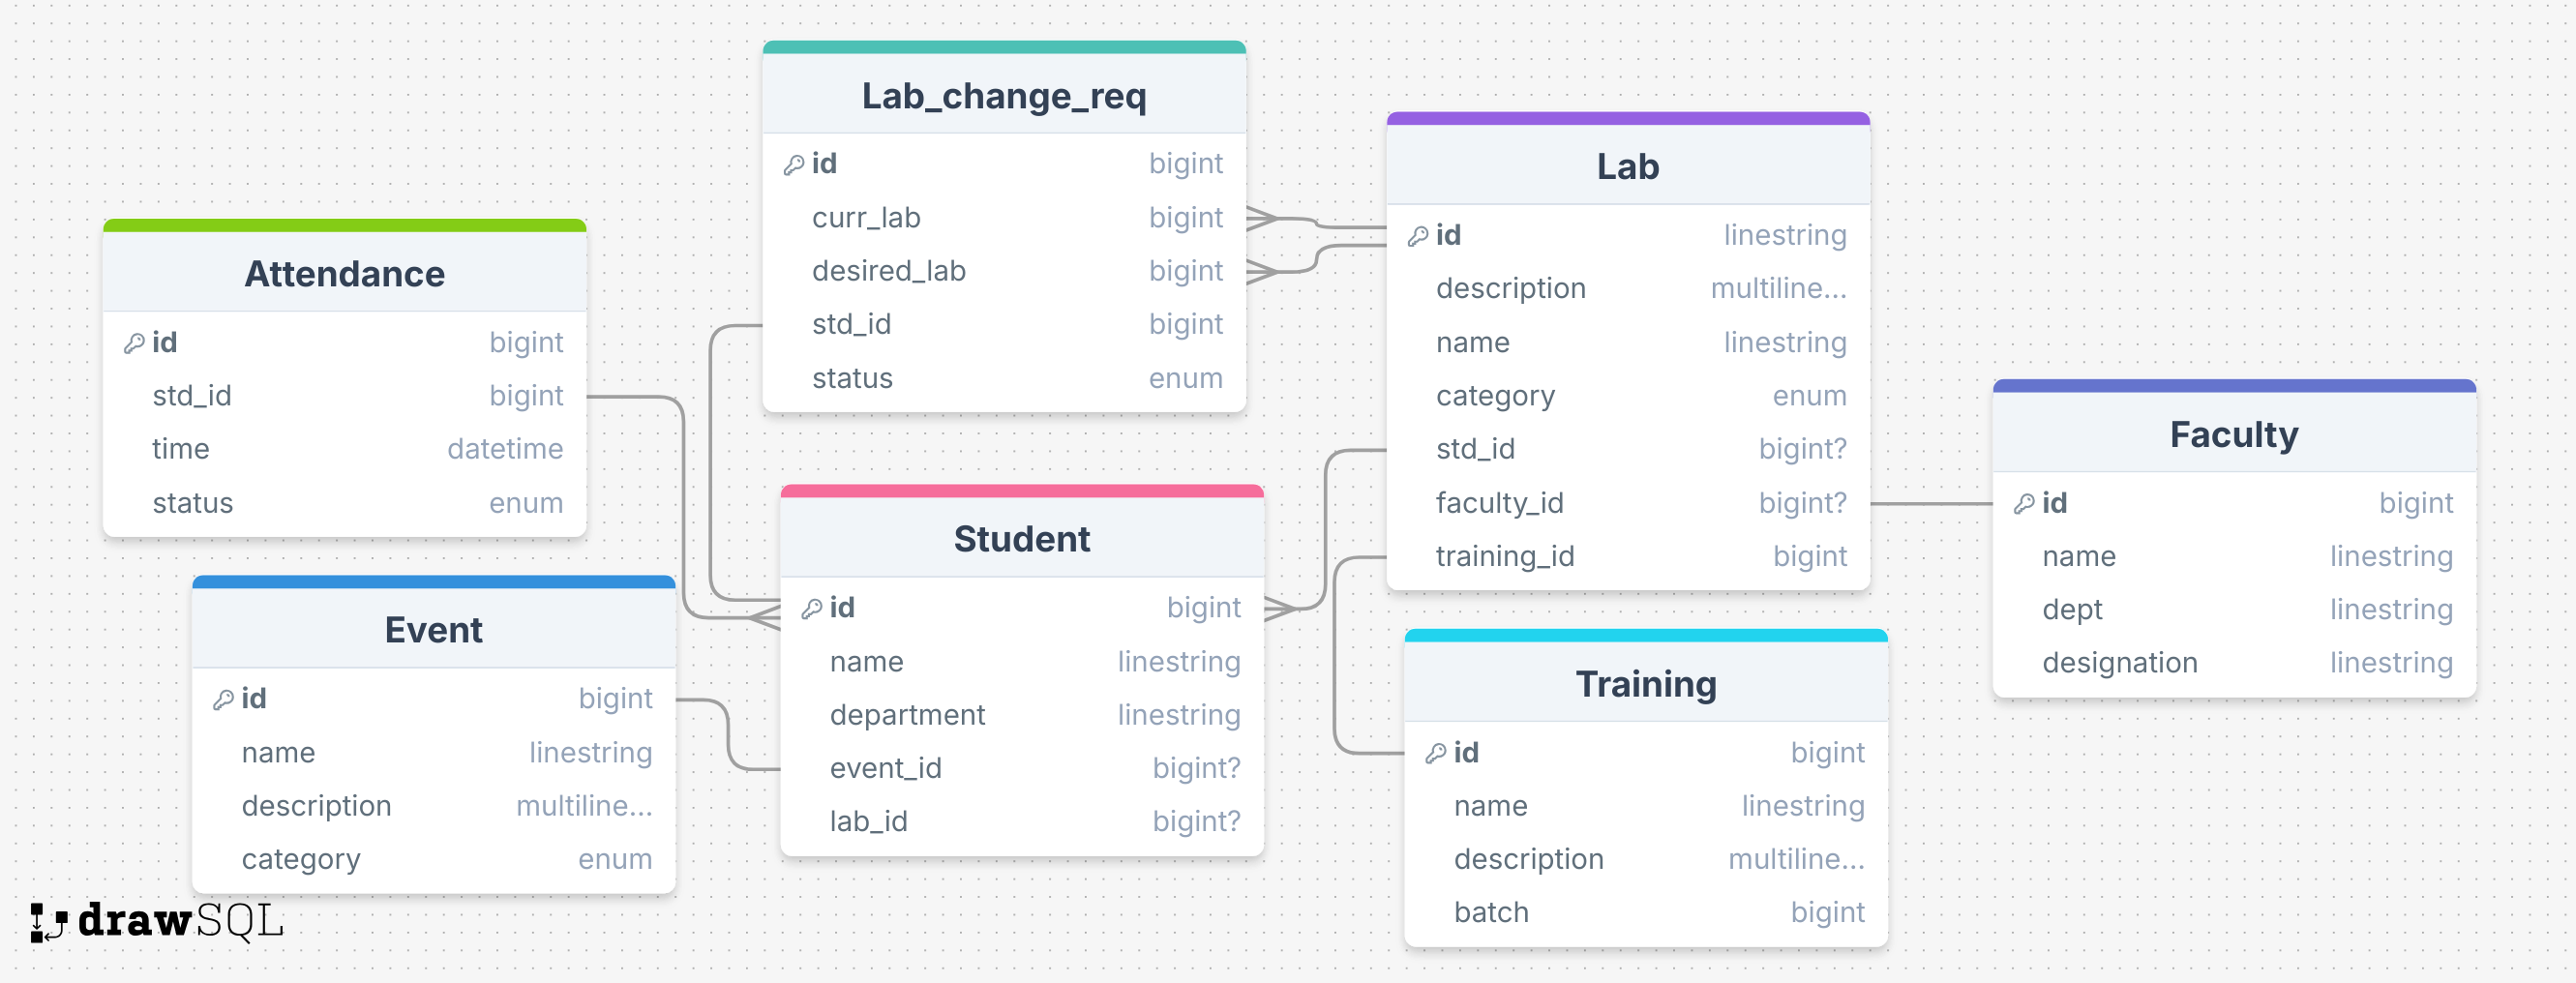 Lab_change_req
id bigint
curr_lab bigint
desired_lab bigint
std_id bigint
status enum
Lab
id linestring
description multiline...
name linestring
category enum
std_id bigint?
faculty_id bigint?
training_id bigint
Attendance
id bigint
std_id bigint
time datetime
status enum
Faculty
id bigint
name linestring
dept linestring
designation linestring
Student
id bigint
name linestring
department linestring
event_id bigint?
lab_id bigint?
Event
id bigint
name linestring
description multiline...
category enum
Training
id bigint
name linestring
description multiline...
batch bigint
drawSQL